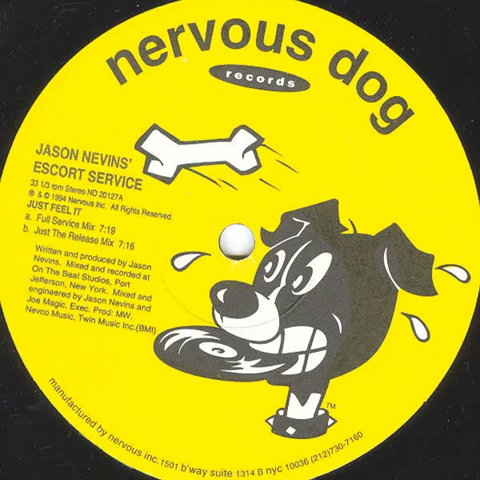 nervous dog
records
JASON NEVINS'
ESCORT SERVICE
33 1/3 rpm Stereo ND 20127A
℗ & © 1994 Nervous Inc. All Rights Reserved.
JUST FEEL IT
a. Full Service Mix 7:19
b. Just The Release Mix 7:16
Written and produced by Jason
Nevins. Mixed and recorded at
On The Beat Studios, Port
Jefferson, New York. Mixed and
engineered by Jason Nevins and
Joe Magic. Exec. Prod: MW.
Nevco Music, Twin Music Inc.(BMI)
TM
manufactured by nervous inc.1501 b'way suite 1314 B nyc 10036 (212)730-7160